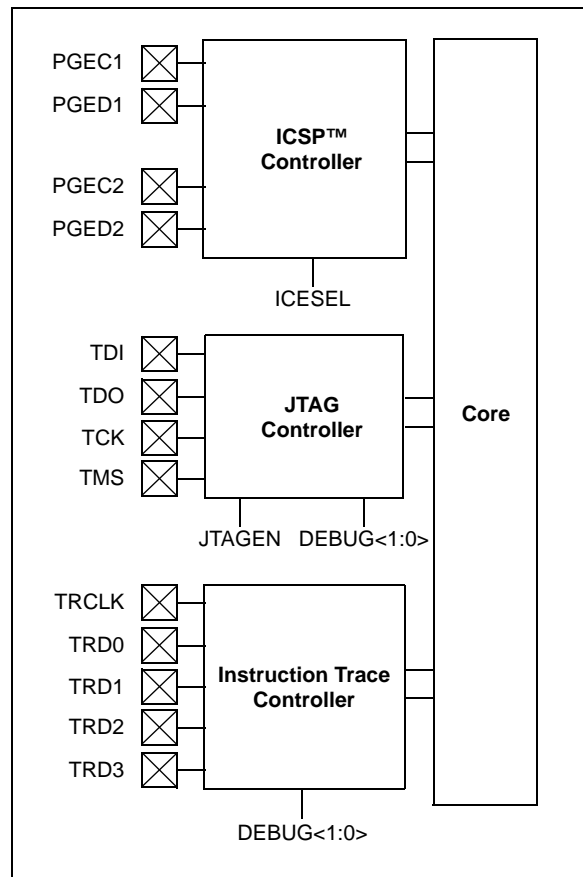 PGEC1
PGED1
PGEC2
PGED2
ICSP™
Controller
ICESEL
TDI
TDO
TCK
TMS
JTAG
Controller
JTAGEN DEBUG<1:0>
Core
TRCLK
TRD0
TRD1
TRD2
TRD3
Instruction Trace
Controller
DEBUG<1:0>